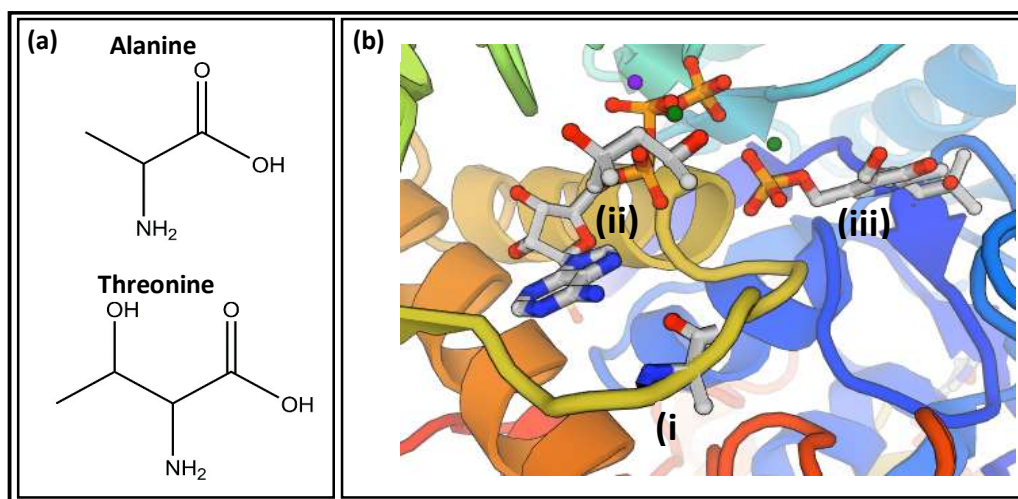 (a)
Alanine
O
OH
NH₂
Threonine
OH
O
OH
NH₂
(b)
(ii)
(iii)
(i